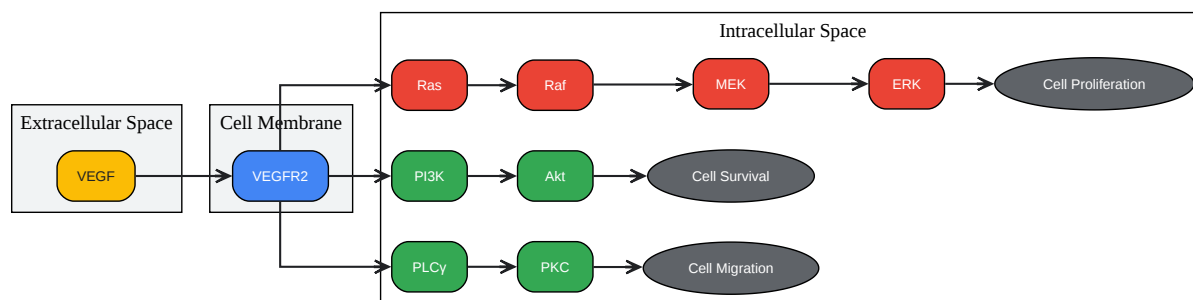 Intracellular Space
Ras
Raf
MEK
ERK
Cell Proliferation
Extracellular Space
Cell Membrane
VEGF
VEGFR2
PI3K
Akt
Cell Survival
PLCγ
PKC
Cell Migration